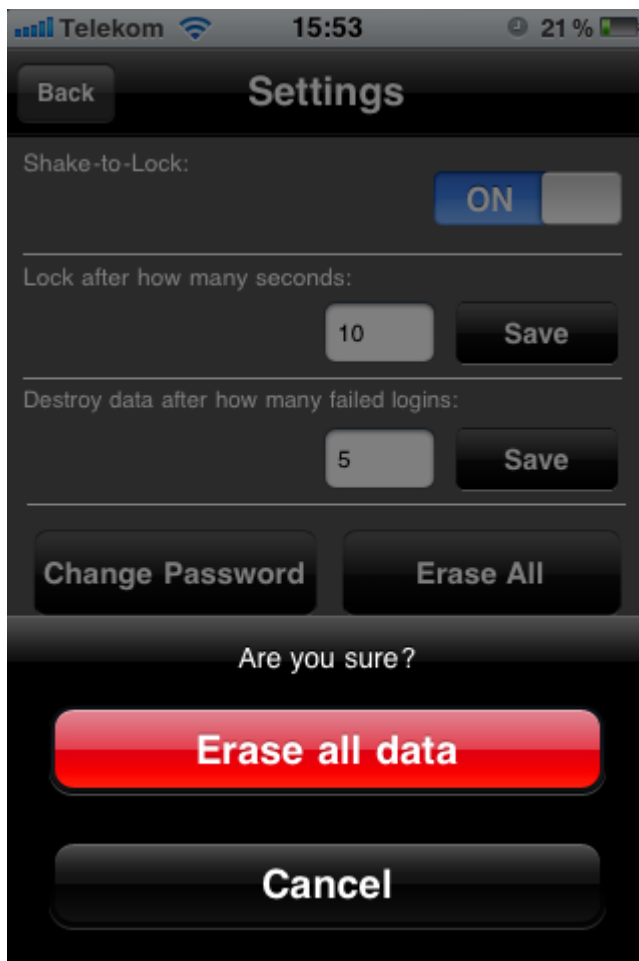 Telekom 15:53 21 %
Back Settings
Shake-to-Lock:
ON
Lock after how many seconds:
10 Save
Destroy data after how many failed logins:
5 Save
Change Password Erase All
Are you sure?
Erase all data
Cancel